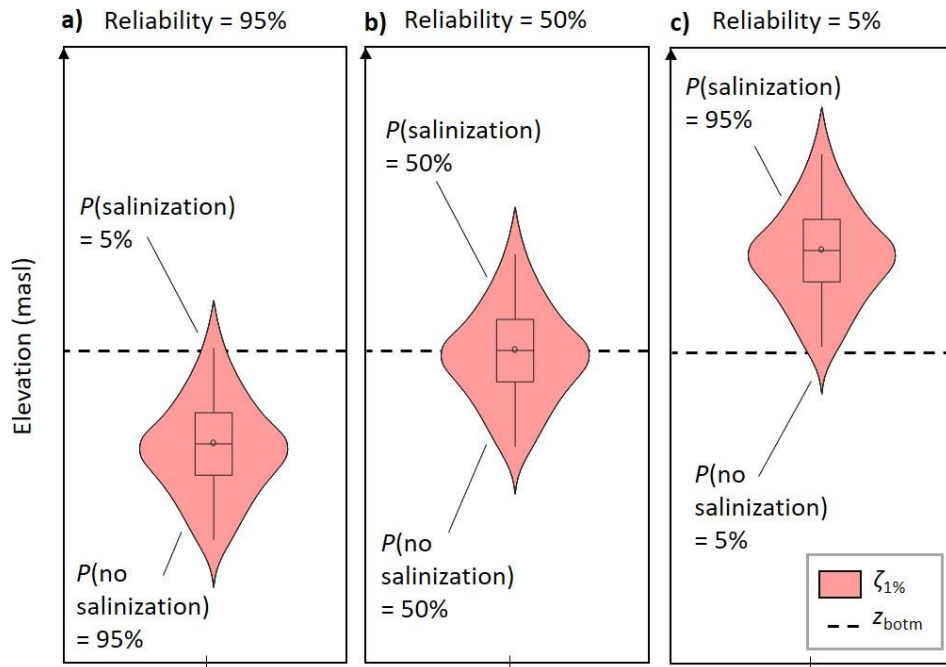 a) Reliability = 95%
P(salinization)
= 5%
P(no
salinization)
= 95%
b) Reliability = 50%
P(salinization)
= 50%
P(no
salinization)
= 50%
c) Reliability = 5%
P(salinization)
= 95%
P(no
salinization)
= 5%
Elevation (masl)
ζ1%
zbotm